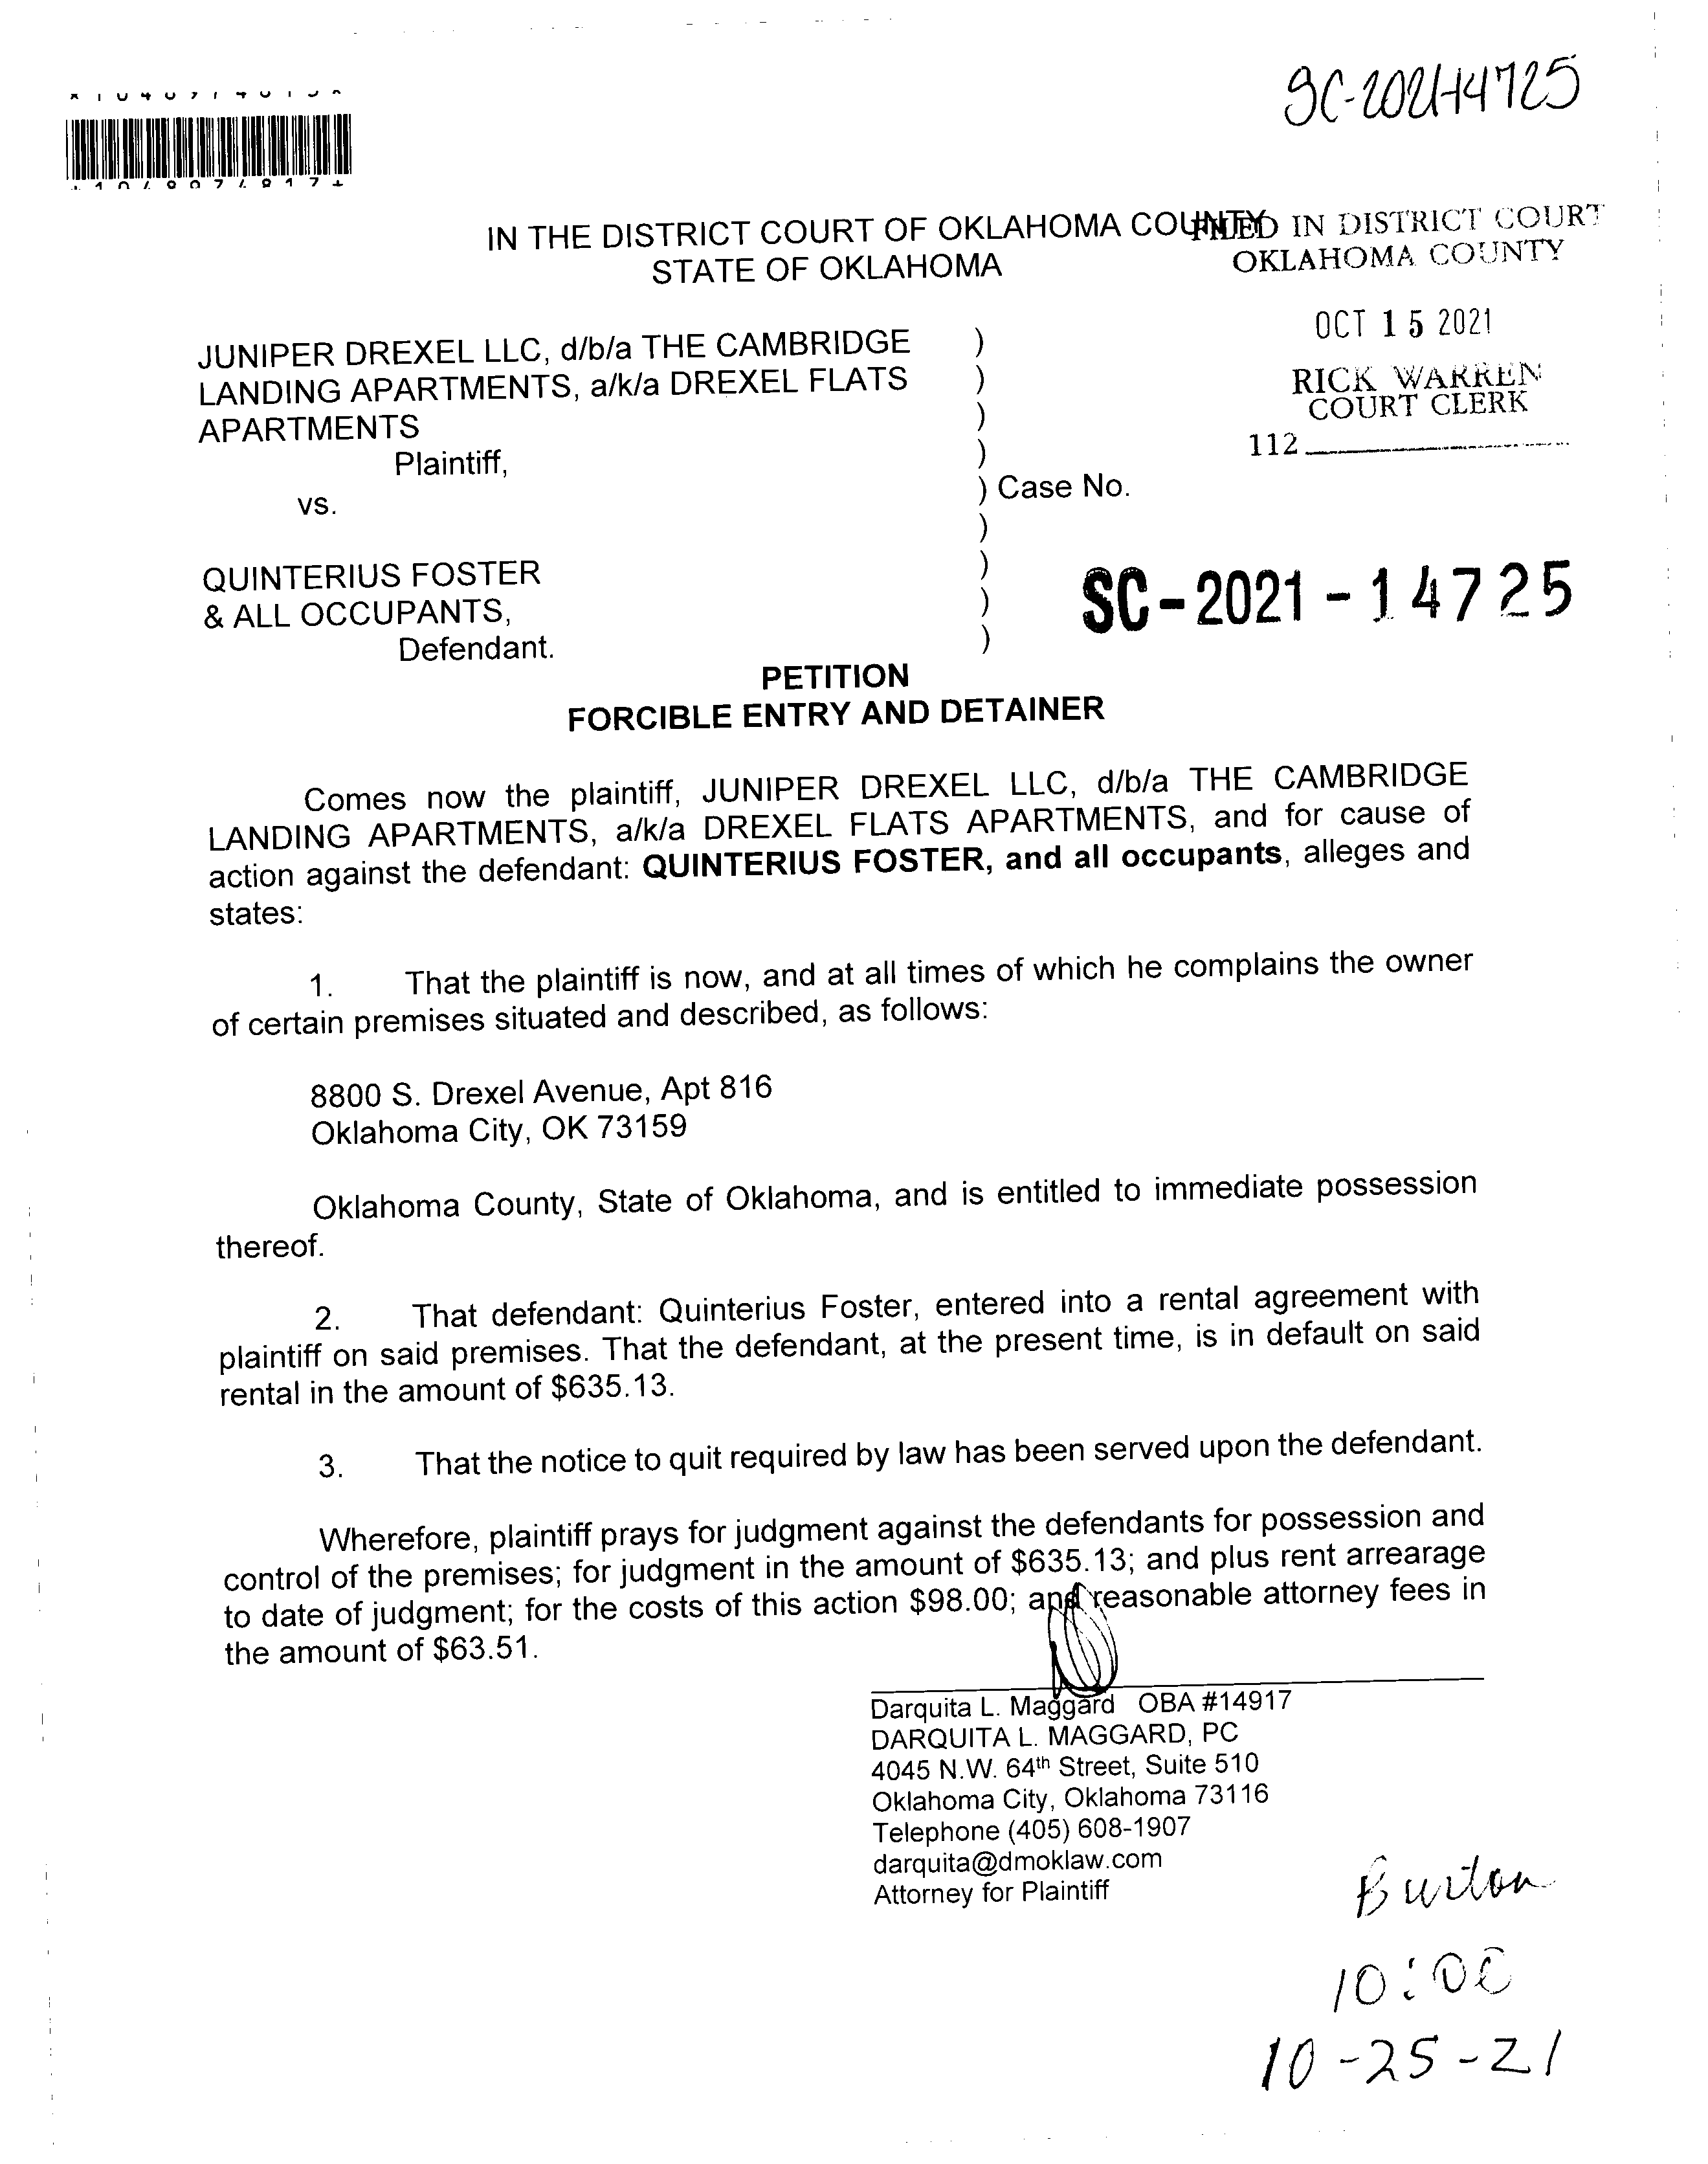 SC-2021-14725
IN THE DISTRICT COURT OF OKLAHOMA COUNTY
STATE OF OKLAHOMA
FILED IN DISTRICT COURT
OKLAHOMA COUNTY
OCT 15 2021
RICK WARREN
COURT CLERK
112
JUNIPER DREXEL LLC, d/b/a THE CAMBRIDGE )
LANDING APARTMENTS, a/k/a DREXEL FLATS )
APARTMENTS )
Plaintiff, )
vs. ) Case No.
)
QUINTERIUS FOSTER )
& ALL OCCUPANTS, )
Defendant. )
SC-2021-14725
PETITION
FORCIBLE ENTRY AND DETAINER
Comes now the plaintiff, JUNIPER DREXEL LLC, d/b/a THE CAMBRIDGE
LANDING APARTMENTS, a/k/a DREXEL FLATS APARTMENTS, and for cause of
action against the defendant: QUINTERIUS FOSTER, and all occupants, alleges and
states:
1. That the plaintiff is now, and at all times of which he complains the owner
of certain premises situated and described, as follows:
8800 S. Drexel Avenue, Apt 816
Oklahoma City, OK 73159
Oklahoma County, State of Oklahoma, and is entitled to immediate possession
thereof.
2. That defendant: Quinterius Foster, entered into a rental agreement with
plaintiff on said premises. That the defendant, at the present time, is in default on said
rental in the amount of $635.13.
3. That the notice to quit required by law has been served upon the defendant.
Wherefore, plaintiff prays for judgment against the defendants for possession and
control of the premises; for judgment in the amount of $635.13; and plus rent arrearage
to date of judgment; for the costs of this action $98.00; and reasonable attorney fees in
the amount of $63.51.
Darquita L. Maggard OBA #14917
DARQUITA L. MAGGARD, PC
4045 N.W. 64th Street, Suite 510
Oklahoma City, Oklahoma 73116
Telephone (405) 608-1907
darquita@dmoklaw.com
Attorney for Plaintiff
Burton
10:00
10-25-21